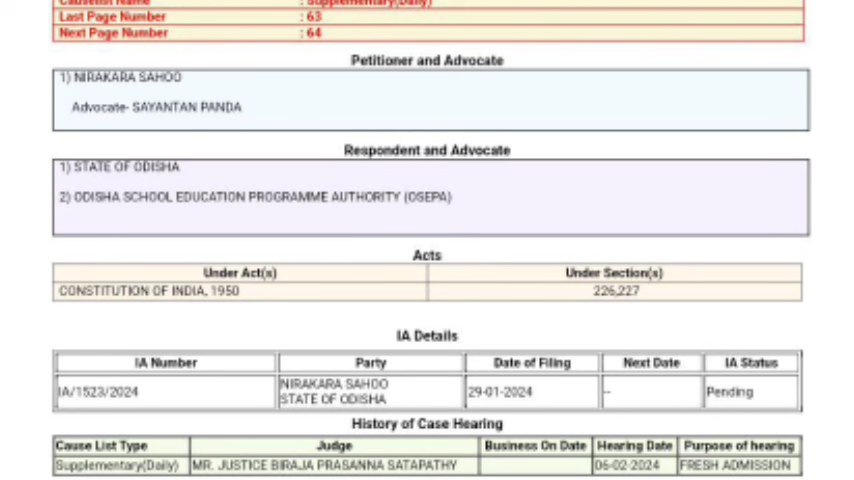 Causelist Name : Supplementary(Daily)
Last Page Number : 63
Next Page Number : 64
Petitioner and Advocate
1) NIRAKARA SAHOO
Advocate- SAYANTAN PANDA
Respondent and Advocate
1) STATE OF ODISHA
2) ODISHA SCHOOL EDUCATION PROGRAMME AUTHORITY (OSEPA)
Acts
Under Act(s) Under Section(s)
CONSTITUTION OF INDIA, 1950 226,227
IA Details
IA Number Party Date of Filing Next Date IA Status
IA/1523/2024 NIRAKARA SAHOO 29-01-2024 -- Pending
STATE OF ODISHA
History of Case Hearing
Cause List Type Judge Business On Date Hearing Date Purpose of hearing
Supplementary(Daily) MR. JUSTICE BIRAJA PRASANNA SATAPATHY 06-02-2024 FRESH ADMISSION